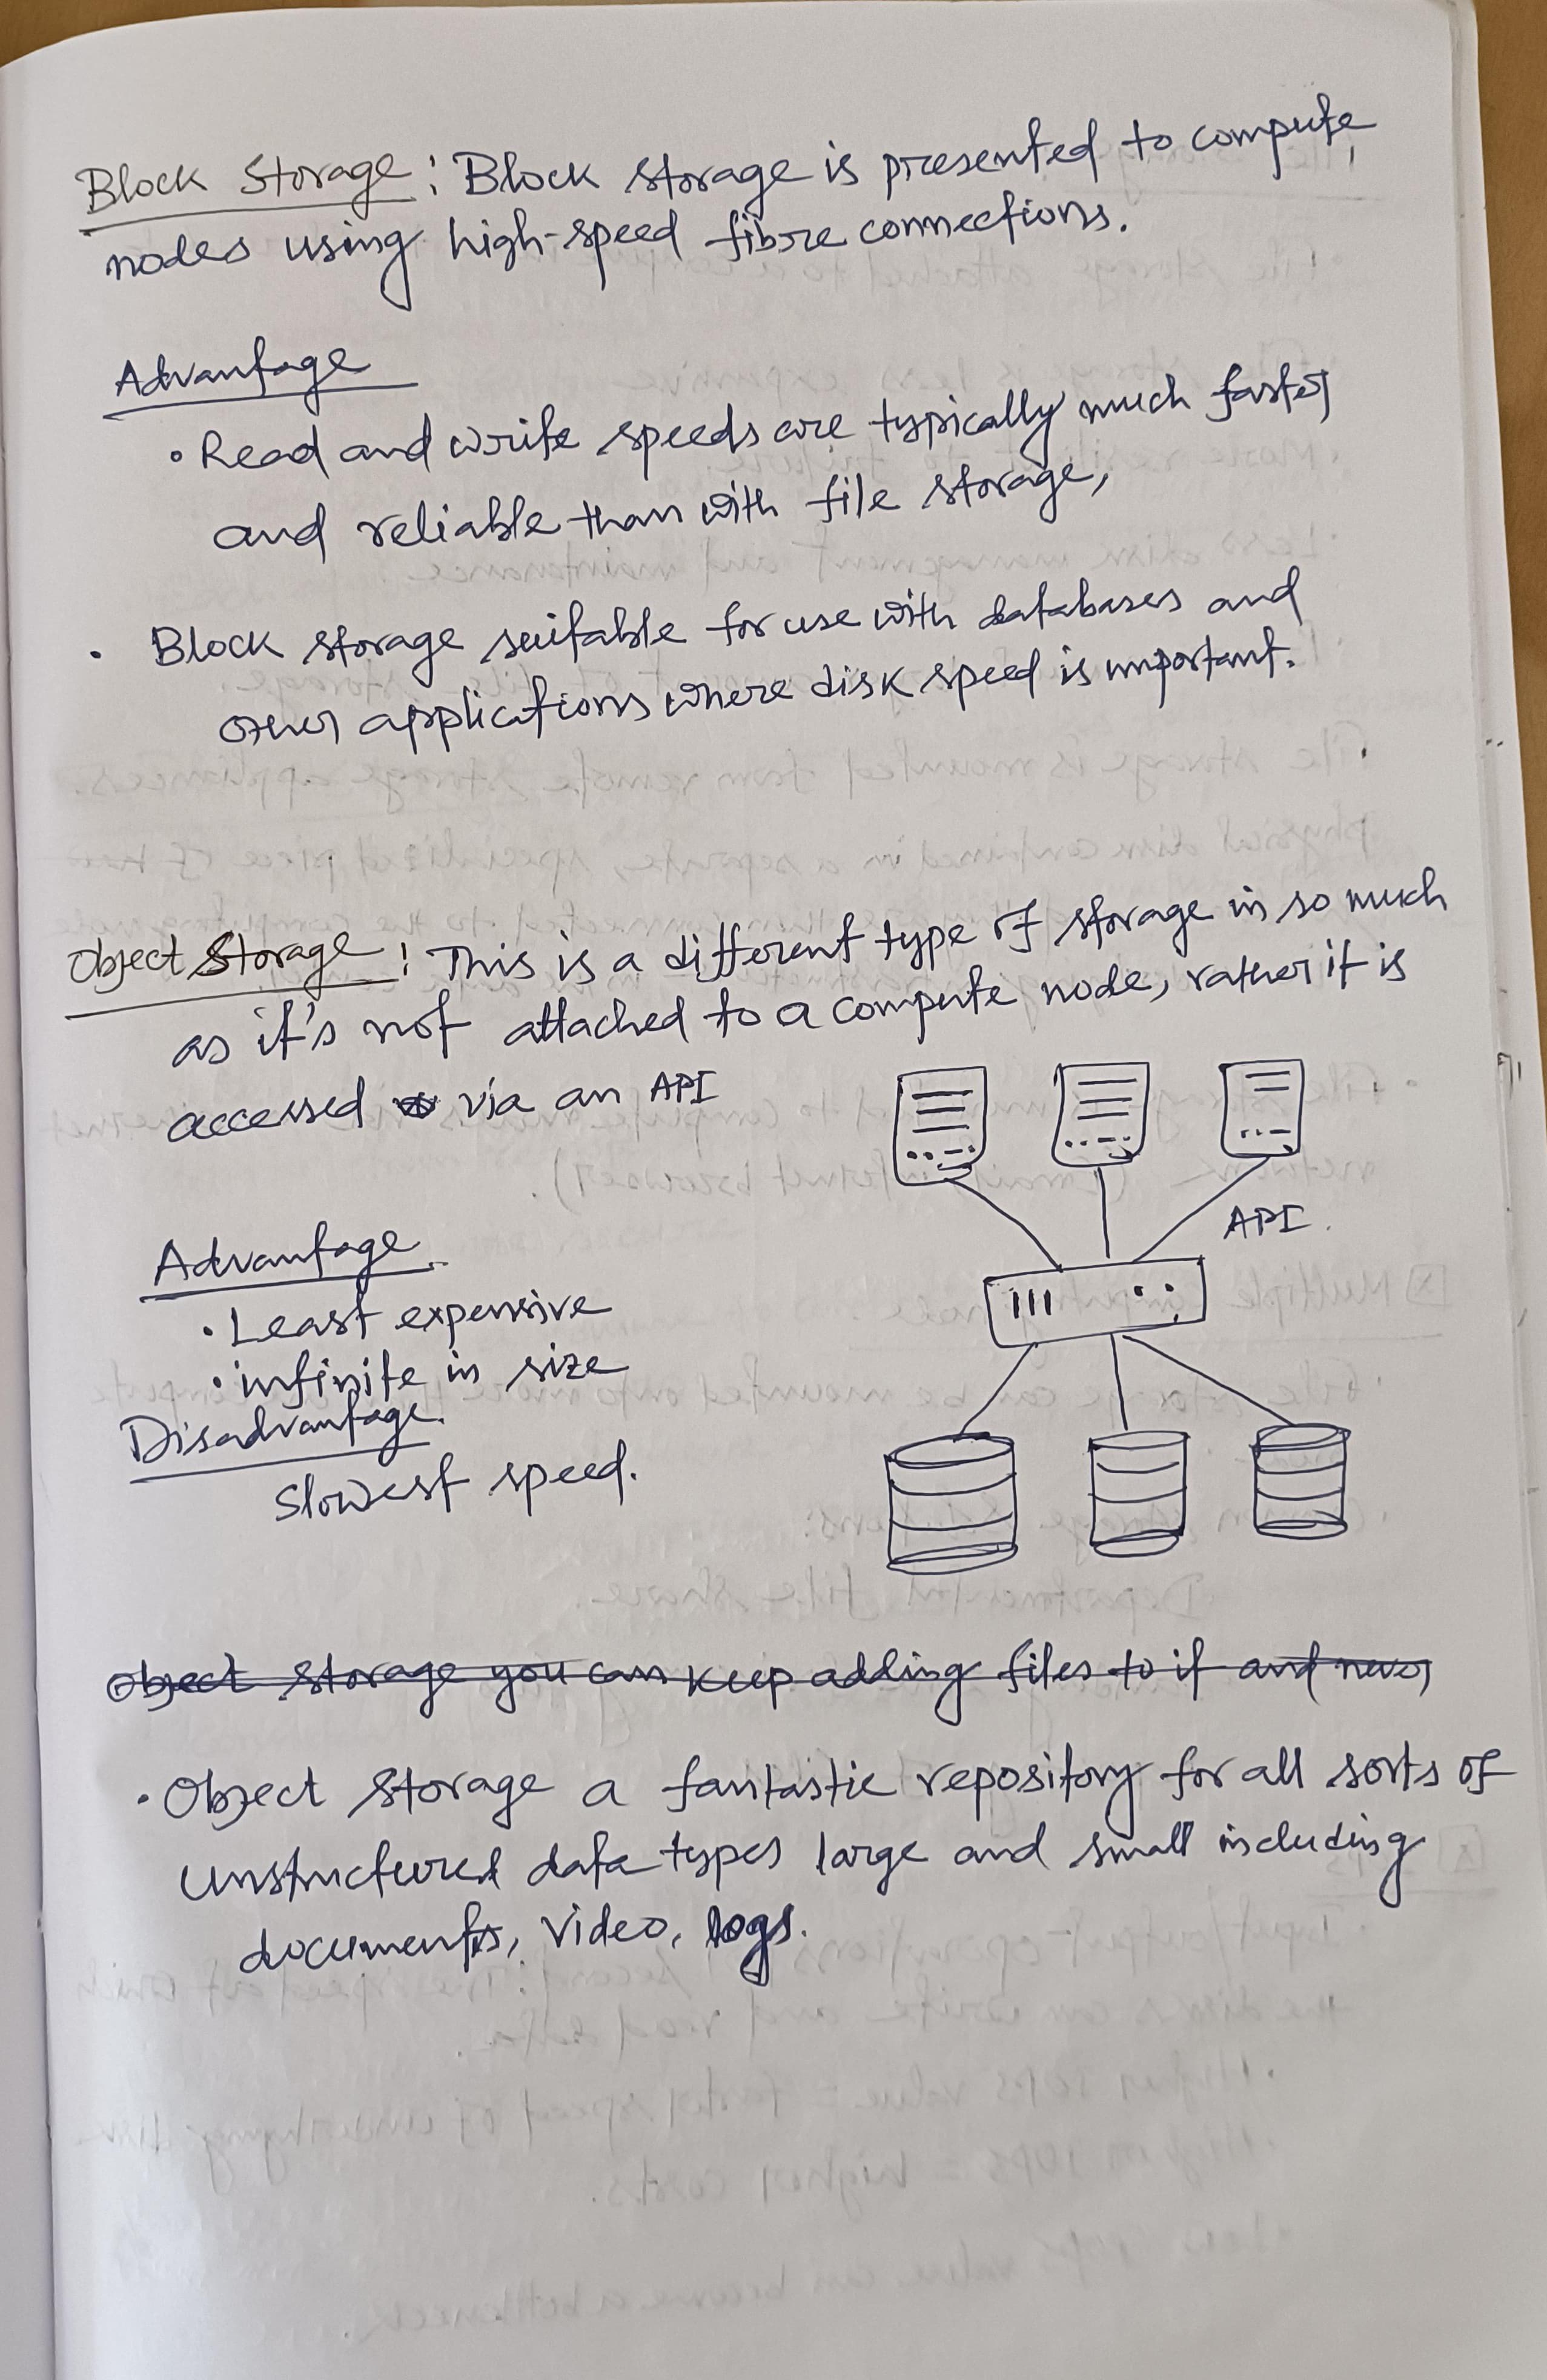 Block Storage : Block storage is presented to compute
nodes using high-speed fibre connections.
Advantage
• Read and write speeds are typically much faster
and reliable than with file storage,
• Block storage suitable for use with databases and
other applications where disk speed is important.
Object Storage : This is a different type of storage in so much
as it's not attached to a compute node, rather it is
accessed via an API
API.
Advantage
• Least expensive
• infinite in size
Disadvantage
Slowest speed.
Object storage you can keep adding files to it and never
• Object storage a fantastic repository for all sorts of
Unstructured data types large and small including
documents, video, logs.